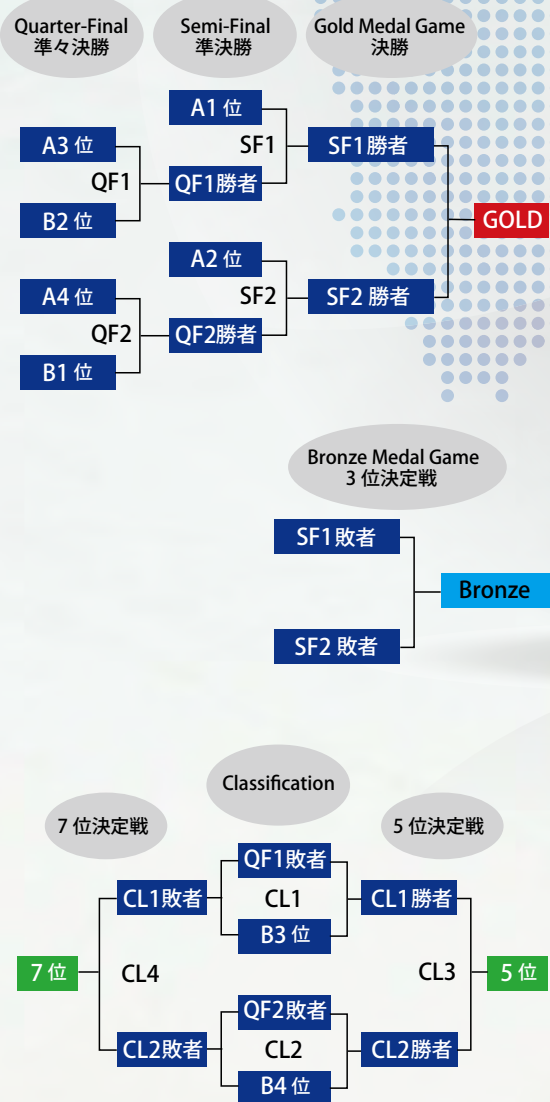 Quarter-Final
準々決勝
Semi-Final
準決勝
Gold Medal Game
決勝
A1 位
A3 位
SF1
SF1勝者
QF1
QF1勝者
B2 位
GOLD
A2 位
A4 位
SF2
SF2 勝者
QF2
QF2勝者
B1 位
Bronze Medal Game
3 位決定戦
SF1敗者
Bronze
SF2 敗者
Classification
7 位決定戦
5 位決定戦
QF1敗者
CL1敗者
CL1
CL1勝者
B3 位
7 位
CL4
CL3
5 位
QF2敗者
CL2敗者
CL2
CL2勝者
B4 位